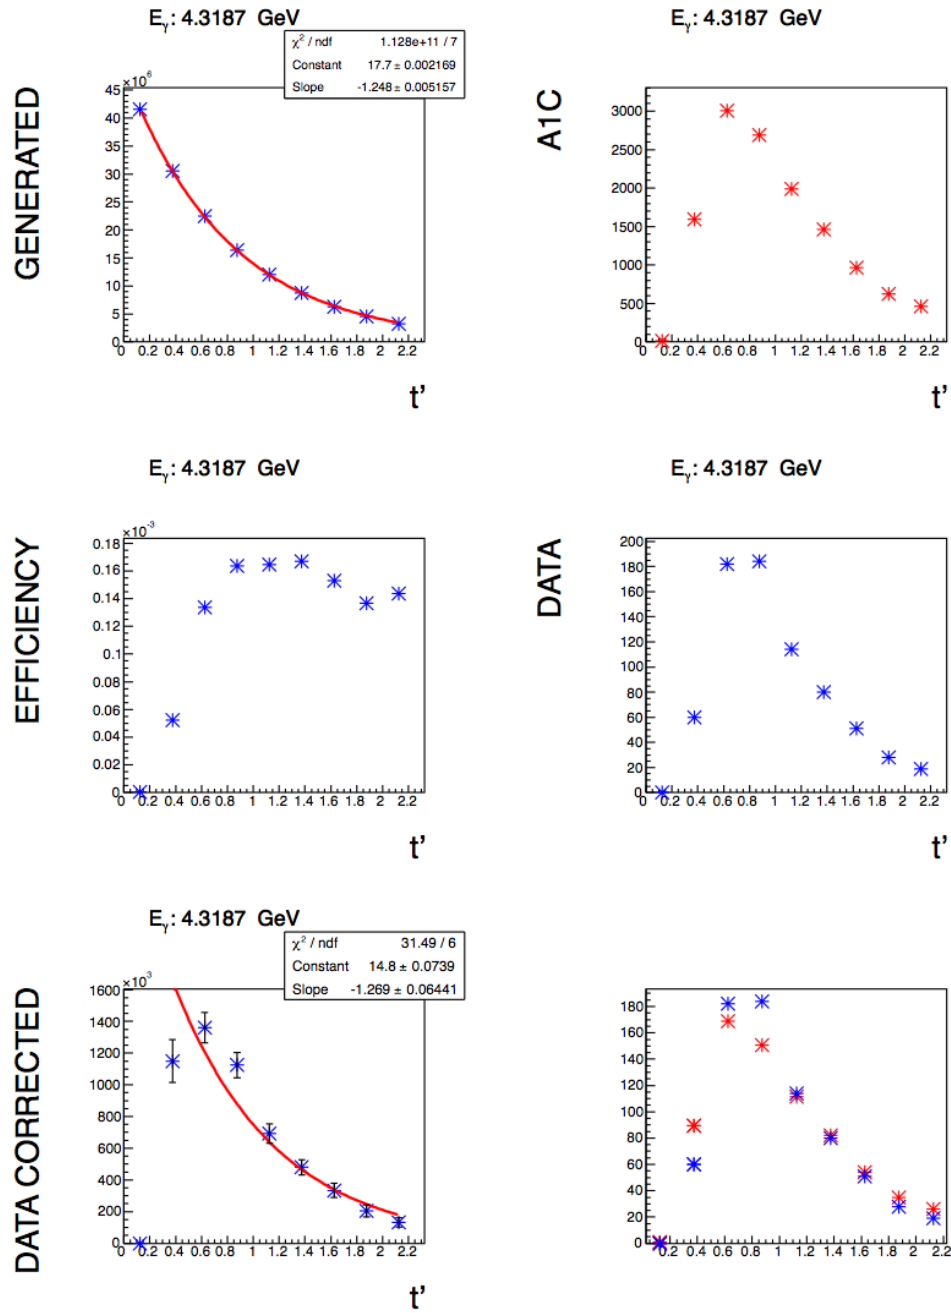 E_γ: 4.3187 GeV
χ² / ndf 1.128e+11 / 7
Constant 17.7 ± 0.002169
Slope -1.248 ± 0.005157
×10⁶
GENERATED
45
40
35
30
25
20
15
10
5
0
0 0.2 0.4 0.6 0.8 1 1.2 1.4 1.6 1.8 2 2.2
t'
E_γ: 4.3187 GeV
A1C
3000
2500
2000
1500
1000
500
0
0 0.2 0.4 0.6 0.8 1 1.2 1.4 1.6 1.8 2 2.2
t'
E_γ: 4.3187 GeV
×10⁻³
EFFICIENCY
0.18
0.16
0.14
0.12
0.1
0.08
0.06
0.04
0.02
0
0 0.2 0.4 0.6 0.8 1 1.2 1.4 1.6 1.8 2 2.2
t'
E_γ: 4.3187 GeV
DATA
200
180
160
140
120
100
80
60
40
20
0
0 0.2 0.4 0.6 0.8 1 1.2 1.4 1.6 1.8 2 2.2
t'
E_γ: 4.3187 GeV
χ² / ndf 31.49 / 6
Constant 14.8 ± 0.0739
Slope -1.269 ± 0.06441
×10³
DATA CORRECTED
1600
1400
1200
1000
800
600
400
200
0
0 0.2 0.4 0.6 0.8 1 1.2 1.4 1.6 1.8 2 2.2
t'
180
160
140
120
100
80
60
40
20
0
0.2 0.4 0.6 0.8 1 1.2 1.4 1.6 1.8 2 2.2